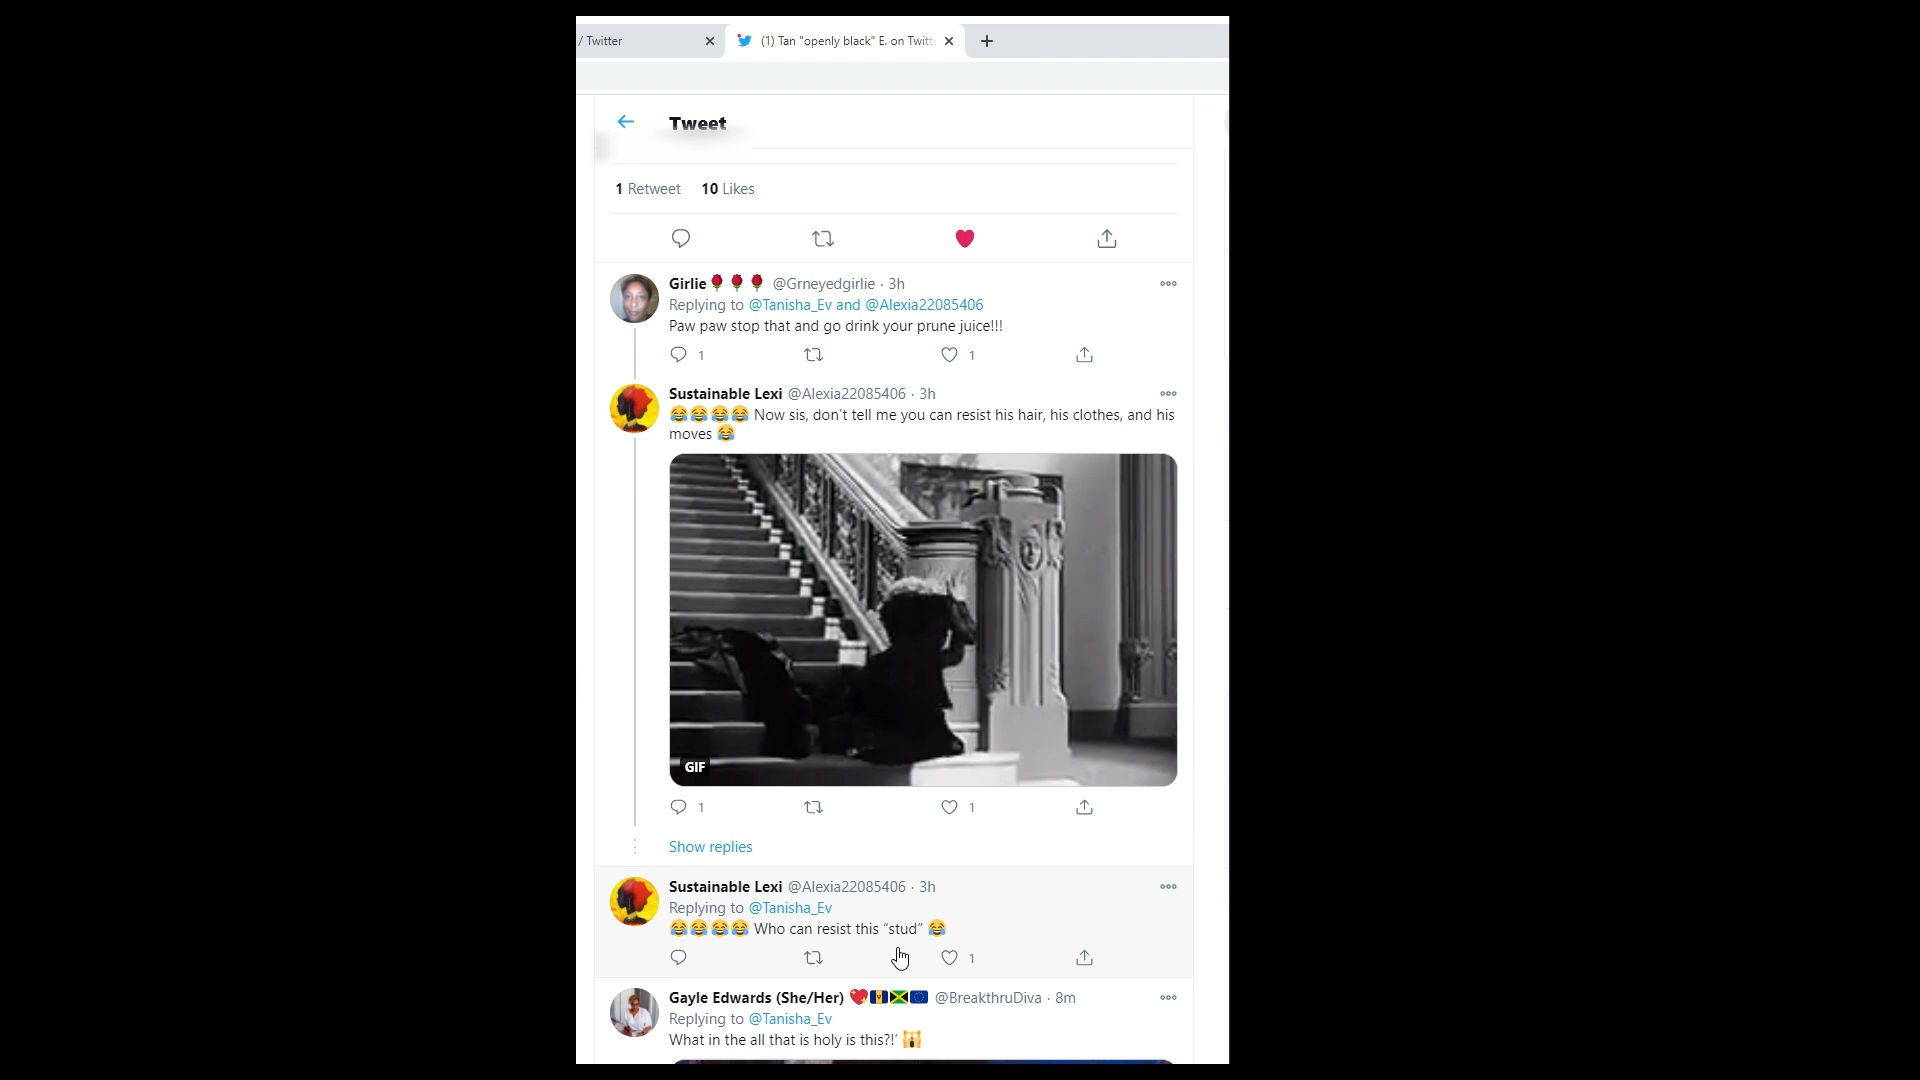 / Twitter
(1) Tan "openly black" E. on Twitt
Tweet
1 Retweet 10 Likes
Girlie🌹🌹🌹 @Grneyedgirlie · 3h
Replying to @Tanisha_Ev and @Alexia22085406
Paw paw stop that and go drink your prune juice!!!
1 1
Sustainable Lexi @Alexia22085406 · 3h
😂😂😂😂 Now sis, don't tell me you can resist his hair, his clothes, and his
moves 😂
GIF
1 1
Show replies
Sustainable Lexi @Alexia22085406 · 3h
Replying to @Tanisha_Ev
😂😂😂😂 Who can resist this "stud" 😂
1
Gayle Edwards (She/Her) 💖🇧🇧🇯🇲🇪🇺 @BreakthruDiva · 8m
Replying to @Tanisha_Ev
What in the all that is holy is this?!' 🙀